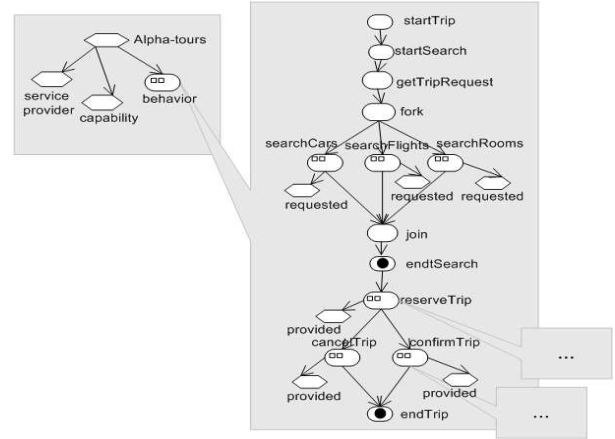 Alpha-tours
service
provider
capability
behavior
startTrip
startSearch
getTripRequest
fork
searchCars
searchFlights
searchRooms
requested
requested
requested
join
endtSearch
reserveTrip
provided
cancelTrip
confirmTrip
provided
provided
endTrip
...
...